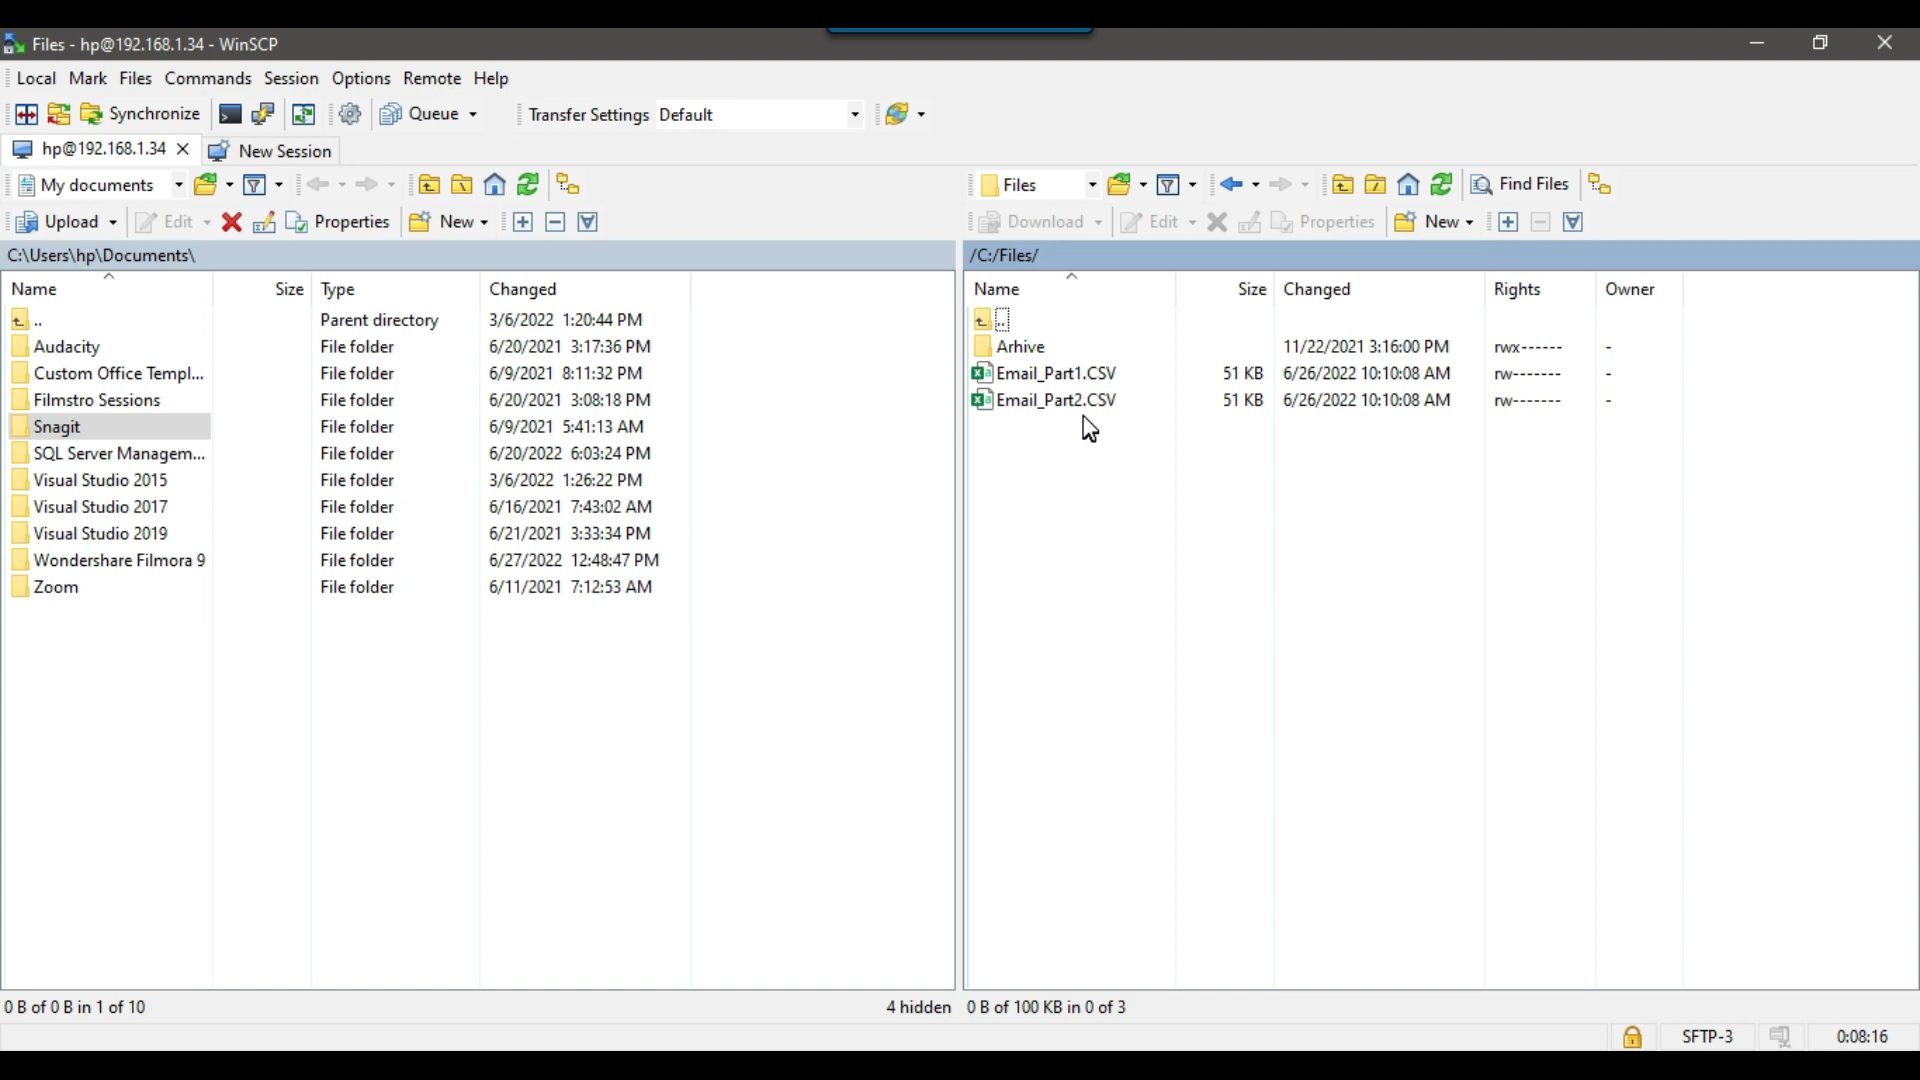 Files - hp@192.168.1.34 - WinSCP
Local Mark Files Commands Session Options Remote Help
Synchronize Queue Transfer Settings Default
hp@192.168.1.34 New Session
My documents
Upload Edit Properties New
C:\Users\hp\Documents\
Name Size Type Changed
.. Parent directory 3/6/2022 1:20:44 PM
Audacity File folder 6/20/2021 3:17:36 PM
Custom Office Templ... File folder 6/9/2021 8:11:32 PM
Filmstro Sessions File folder 6/20/2021 3:08:18 PM
Snagit File folder 6/9/2021 5:41:13 AM
SQL Server Managem... File folder 6/20/2022 6:03:24 PM
Visual Studio 2015 File folder 3/6/2022 1:26:22 PM
Visual Studio 2017 File folder 6/16/2021 7:43:02 AM
Visual Studio 2019 File folder 6/21/2021 3:33:34 PM
Wondershare Filmora 9 File folder 6/27/2022 12:48:47 PM
Zoom File folder 6/11/2021 7:12:53 AM
0 B of 0 B in 1 of 10 4 hidden
Files Find Files
Download Edit Properties New
/C:/Files/
Name Size Changed Rights Owner
..
Arhive 11/22/2021 3:16:00 PM rwx------ -
Email_Part1.CSV 51 KB 6/26/2022 10:10:08 AM rw------- -
Email_Part2.CSV 51 KB 6/26/2022 10:10:08 AM rw------- -
0 B of 100 KB in 0 of 3
SFTP-3 0:08:16